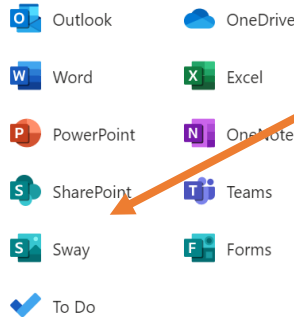 Outlook OneDrive
Word Excel
PowerPoint OneNote
SharePoint Teams
Sway Forms
To Do